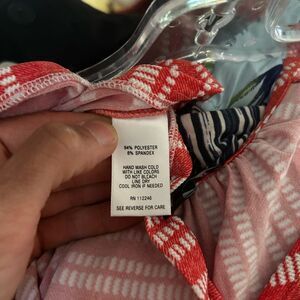 94% POLYESTER
6% SPANDEX
HAND WASH COLD
WITH LIKE COLORS
DO NOT BLEACH
LINE DRY
COOL IRON IF NEEDED
RN 112246
SEE REVERSE FOR CARE